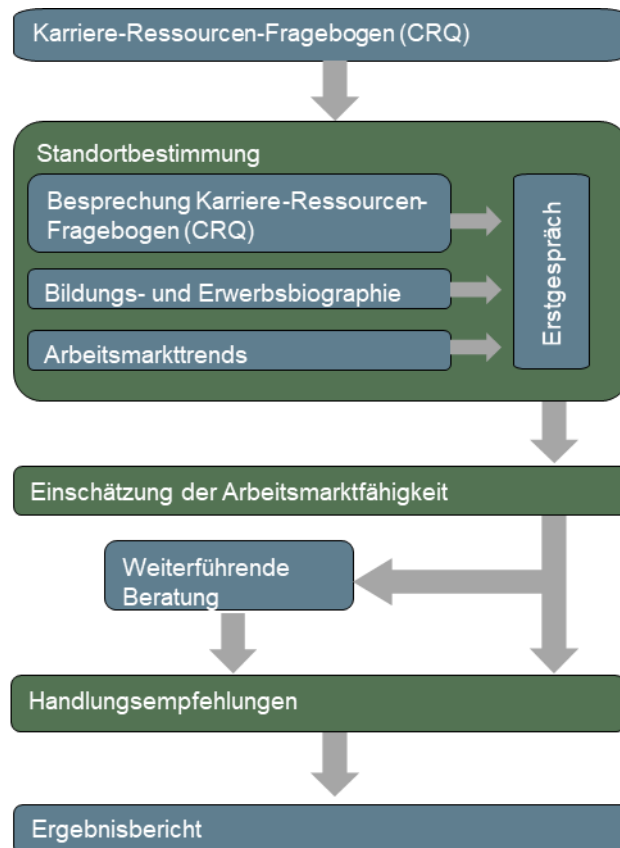 Karriere-Ressourcen-Fragebogen (CRQ)
Standortbestimmung
Besprechung Karriere-Ressourcen-
Fragebogen (CRQ)
Bildungs- und Erwerbsbiographie
Arbeitsmarkttrends
Erstgespräch
Einschätzung der Arbeitsmarktfähigkeit
Weiterführende
Beratung
Handlungsempfehlungen
Ergebnisbericht